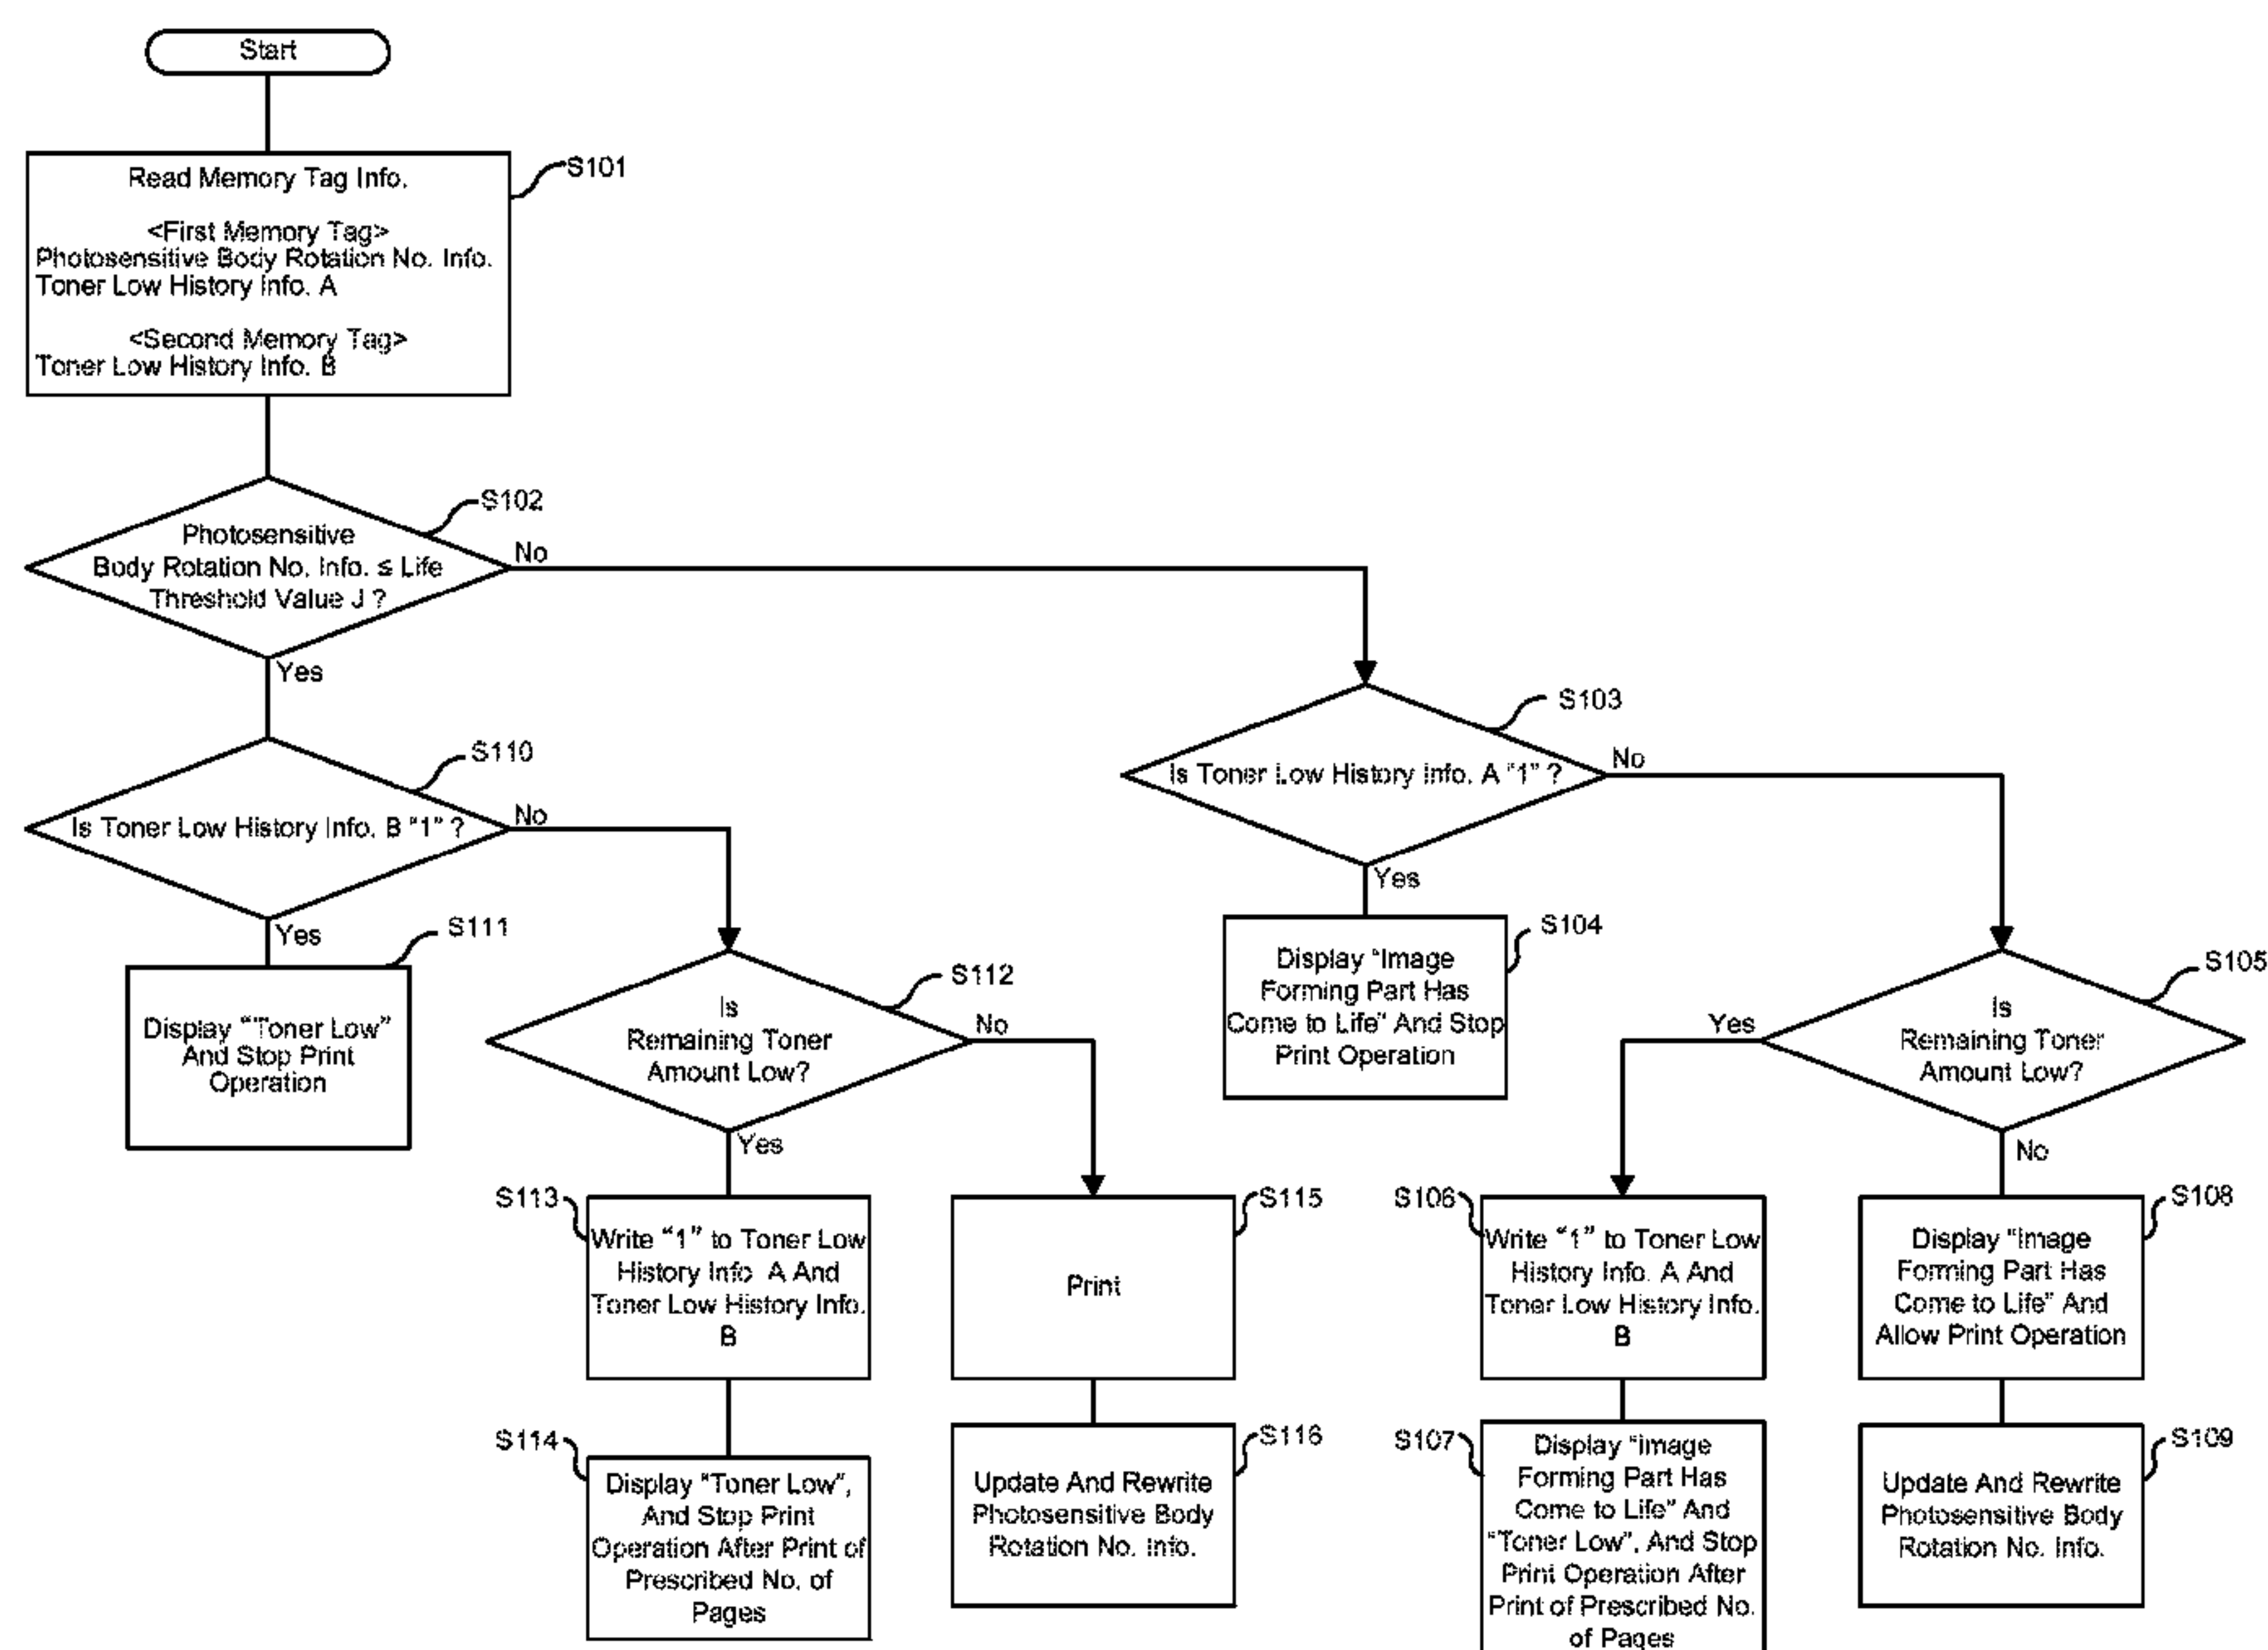 Start
Read Memory Tag Info.
<First Memory Tag>
Photosensitive Body Rotation No. Info.
Toner Low History Info. A
<Second Memory Tag>
Toner Low History Info. B
S101
Photosensitive
Body Rotation No. Info. ≤ Life
Threshold Value J ?
S102
No
Yes
Is Toner Low History Info. B "1" ?
S110
No
Yes
Display "Toner Low"
And Stop Print
Operation
S111
Is
Remaining Toner
Amount Low?
S112
No
Yes
S113
Write "1" to Toner Low
History Info A And
Toner Low History Info.
B
S114
Display "Toner Low",
And Stop Print
Operation After Print of
Prescribed No. of
Pages
S115
Print
S116
Update And Rewrite
Photosensitive Body
Rotation No. Info.
Is Toner Low History Info. A "1" ?
S103
No
Yes
Display "Image
Forming Part Has
Come to Life" And Stop
Print Operation
S104
Is
Remaining Toner
Amount Low?
S105
Yes
No
S106
Write "1" to Toner Low
History Info. A And
Toner Low History Info.
B
S107
Display "Image
Forming Part Has
Come to Life" And
"Toner Low", And Stop
Print Operation After
Print of Prescribed No.
of Pages
S108
Display "Image
Forming Part Has
Come to Life" And
Allow Print Operation
S109
Update And Rewrite
Photosensitive Body
Rotation No. Info.